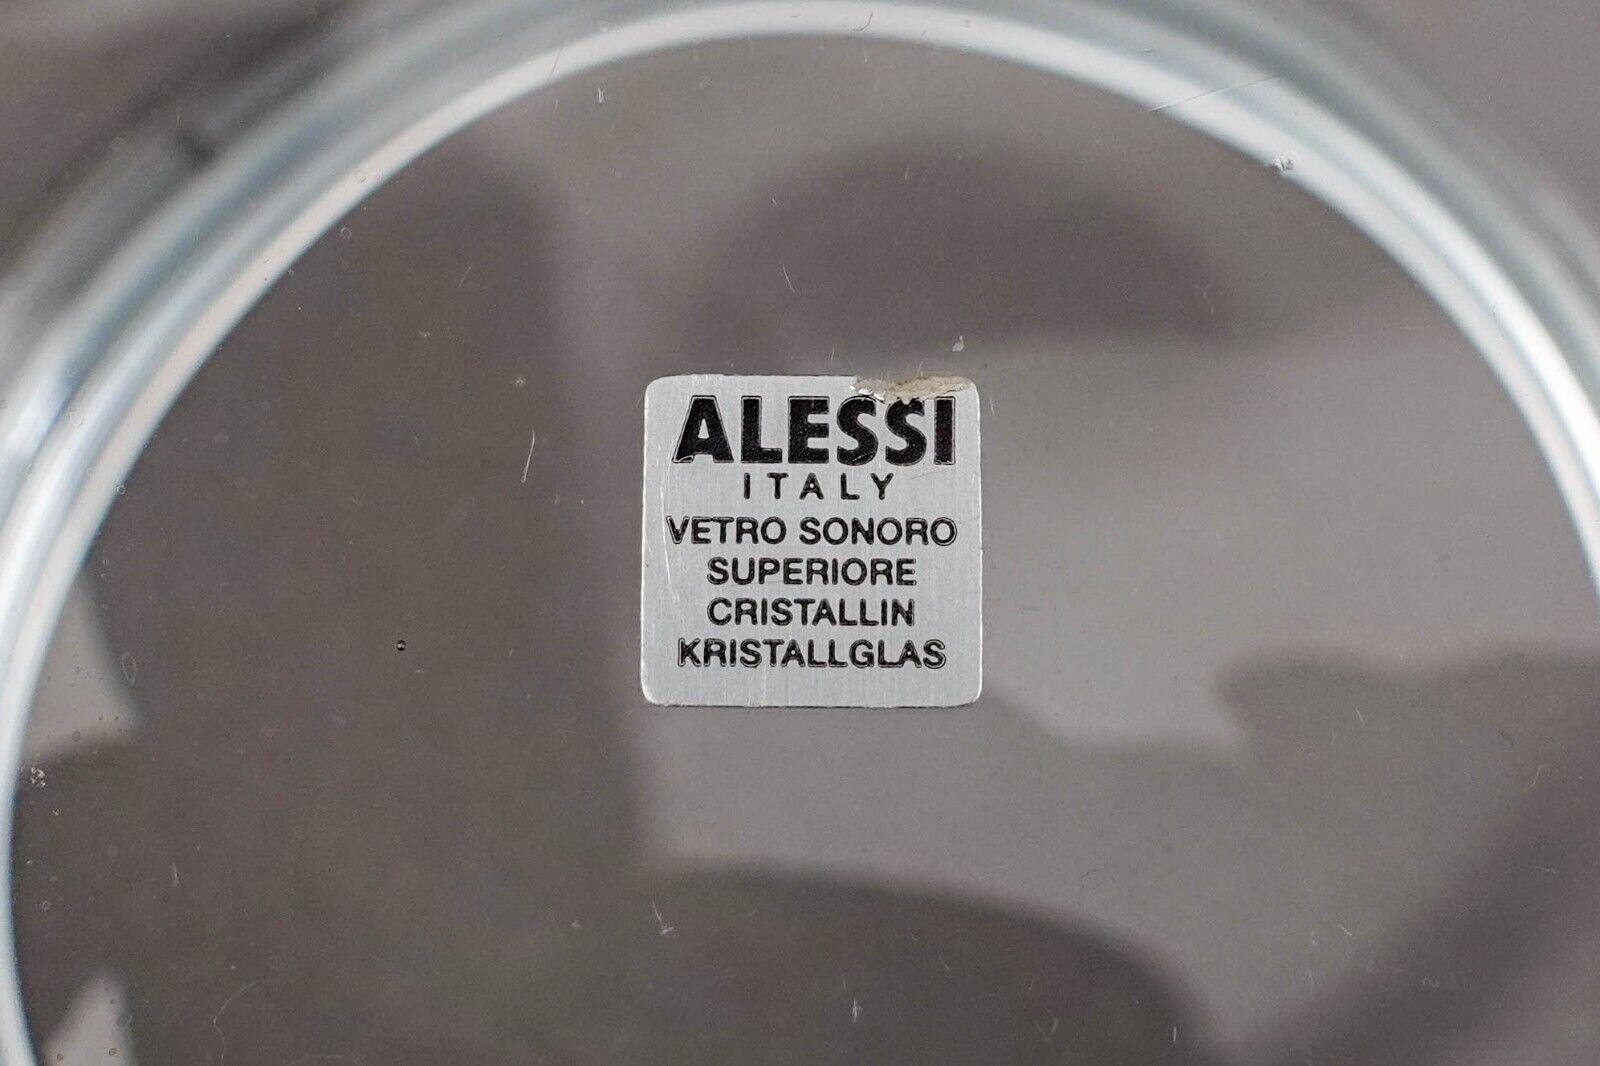 ALESSI
ITALY
VETRO SONORO
SUPERIORE
CRISTALLIN
KRISTALLGLAS